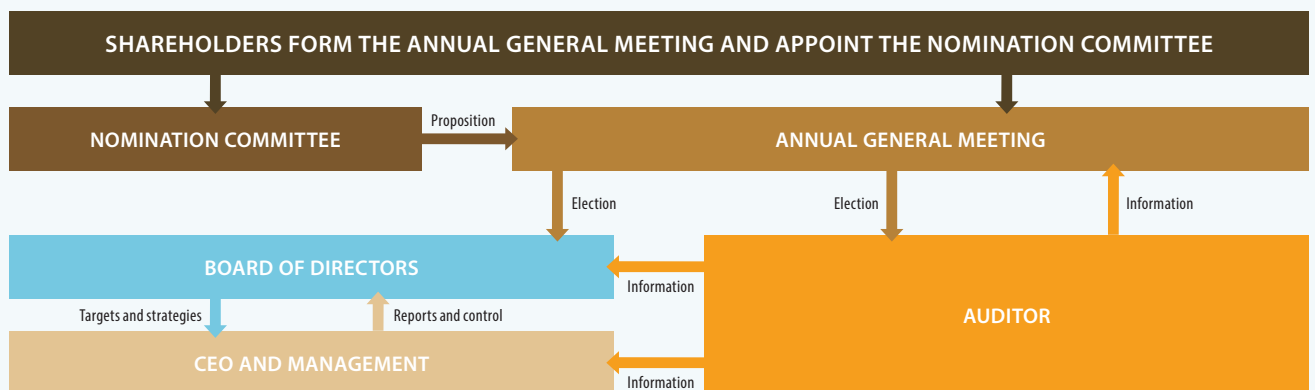 SHAREHOLDERS FORM THE ANNUAL GENERAL MEETING AND APPOINT THE NOMINATION COMMITTEE
NOMINATION COMMITTEE
Proposition
ANNUAL GENERAL MEETING
Election
Election
Information
BOARD OF DIRECTORS
Information
AUDITOR
Targets and strategies
Reports and control
CEO AND MANAGEMENT
Information